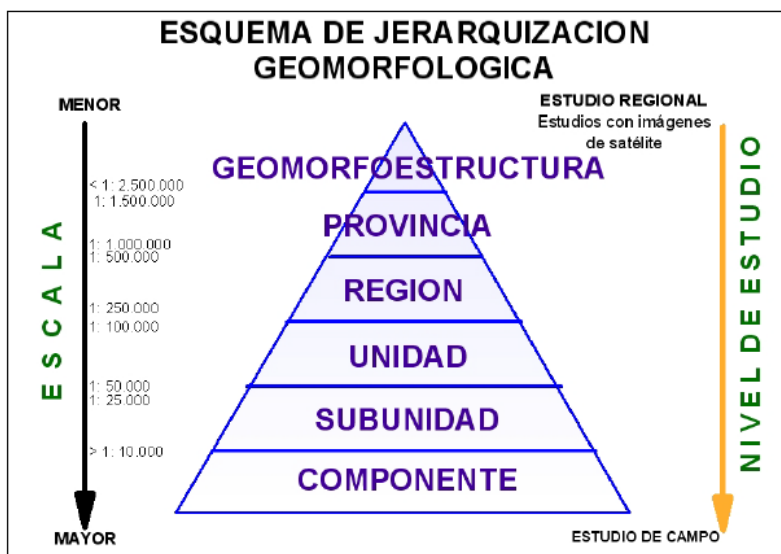 ESQUEMA DE JERARQUIZACION
GEOMORFOLOGICA
MENOR
ESTUDIO REGIONAL
Estudios con imágenes
de satélite
ESCALA
< 1: 2.500.000
1: 1.500.000
1: 1.000.000
1: 500.000
1: 250.000
1: 100.000
1: 50.000
1: 25.000
> 1: 10.000
MAYOR
GEOMORFOESTRUCTURA
PROVINCIA
REGION
UNIDAD
SUBUNIDAD
COMPONENTE
NIVEL DE ESTUDIO
ESTUDIO DE CAMPO